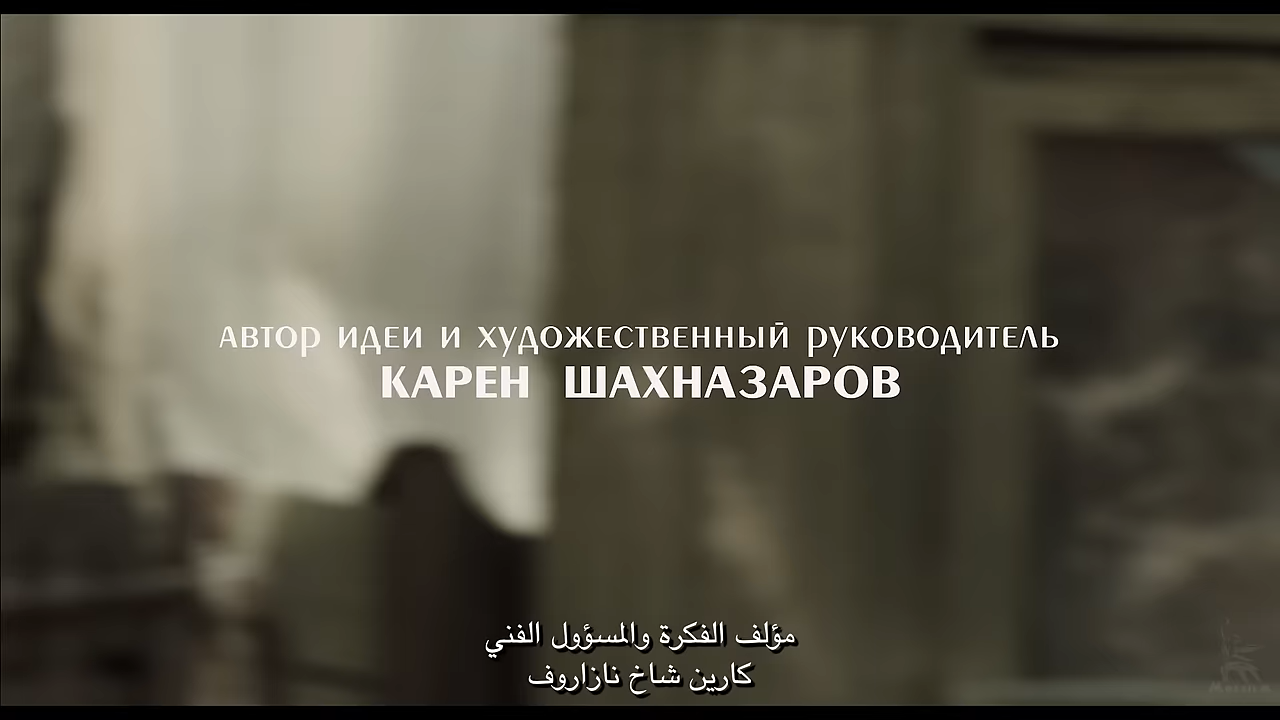 АВТОР ИДЕИ И ХУДОЖЕСТВЕННЫЙ РУКОВОДИТЕЛЬ
КАРЕН ШАХНАЗАРОВ
مؤلف الفكرة والمسؤول الفني
كارين شاخ نازاروف